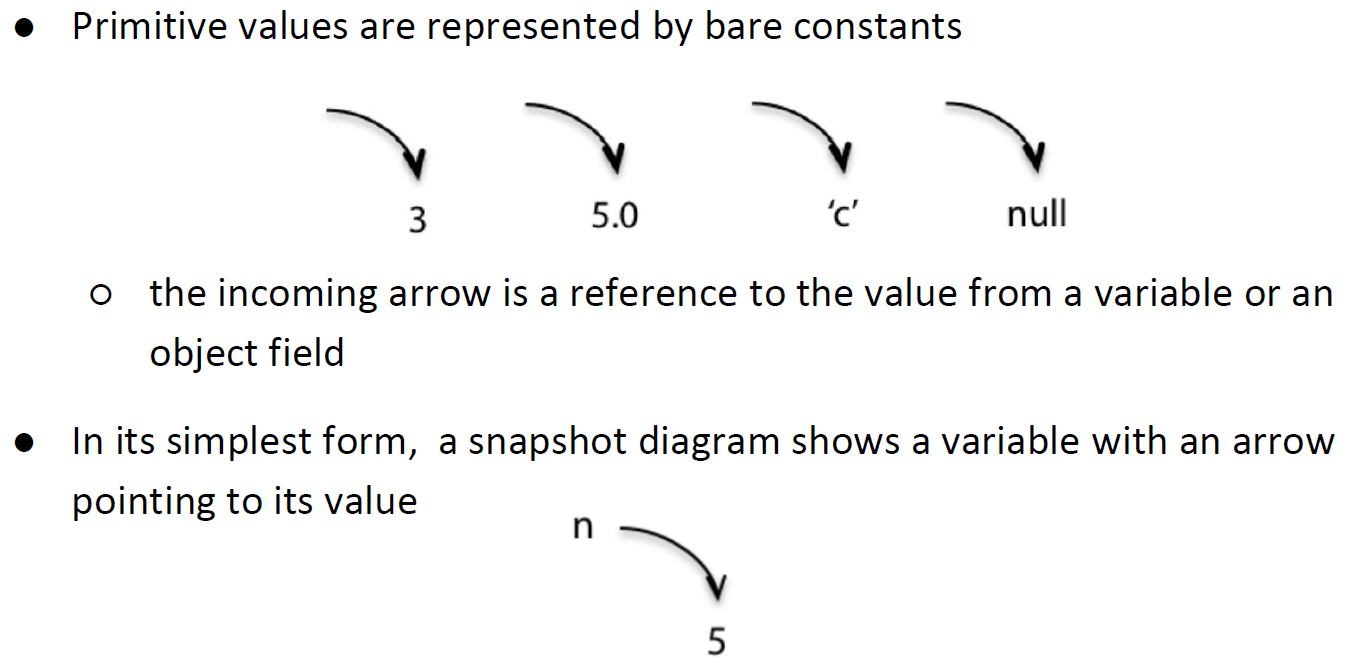 ● Primitive values are represented by bare constants
3 5.0 ‘c’ null
○ the incoming arrow is a reference to the value from a variable or an
object field
● In its simplest form,  a snapshot diagram shows a variable with an arrow
pointing to its value
n
5